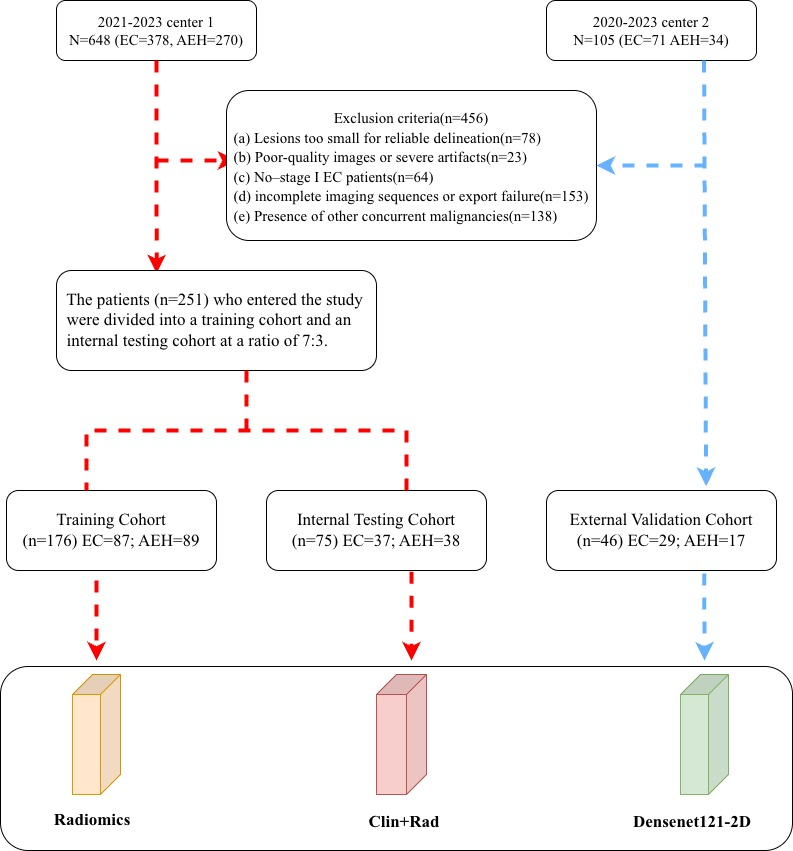 2021-2023 center 1
N=648 (EC=378, AEH=270)
2020-2023 center 2
N=105 (EC=71 AEH=34)
Exclusion criteria(n=456)
(a) Lesions too small for reliable delineation(n=78)
(b) Poor-quality images or severe artifacts(n=23)
(c) No–stage I EC patients(n=64)
(d) incomplete imaging sequences or export failure(n=153)
(e) Presence of other concurrent malignancies(n=138)
The patients (n=251) who entered the study
were divided into a training cohort and an
internal testing cohort at a ratio of 7:3.
Training Cohort
(n=176) EC=87; AEH=89
Internal Testing Cohort
(n=75) EC=37; AEH=38
External Validation Cohort
(n=46) EC=29; AEH=17
Radiomics
Clin+Rad
Densenet121-2D